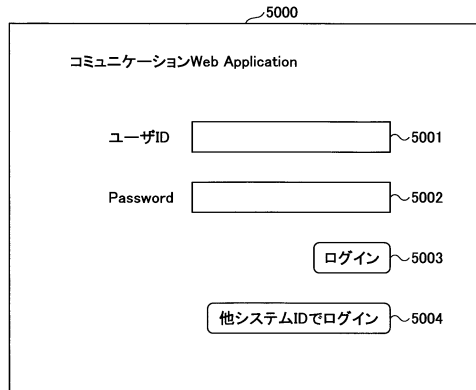 5000
コミュニケーションWeb Application
ユーザID 5001
Password 5002
ログイン 5003
他システムIDでログイン 5004